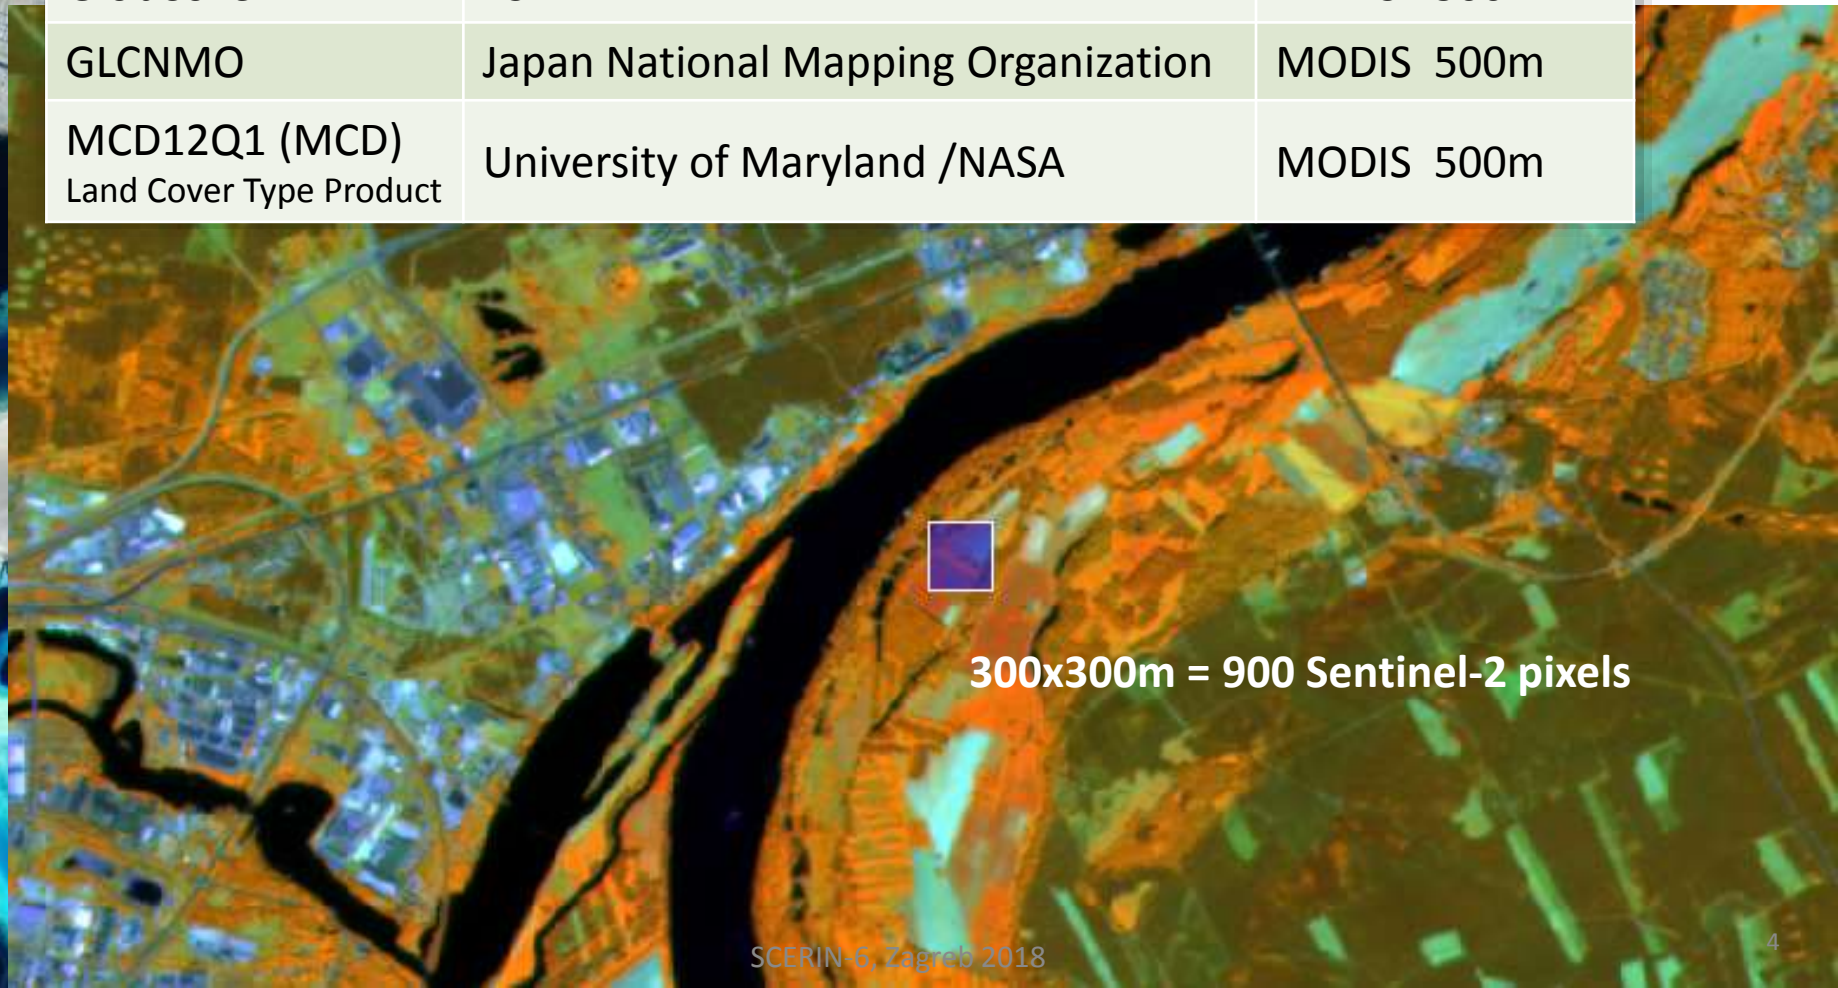 GLCNMO Japan National Mapping Organization MODIS 500m
MCD12Q1 (MCD)
Land Cover Type Product
University of Maryland /NASA MODIS 500m
300x300m = 900 Sentinel-2 pixels
SCERIN-6, Zagreb 2018
4